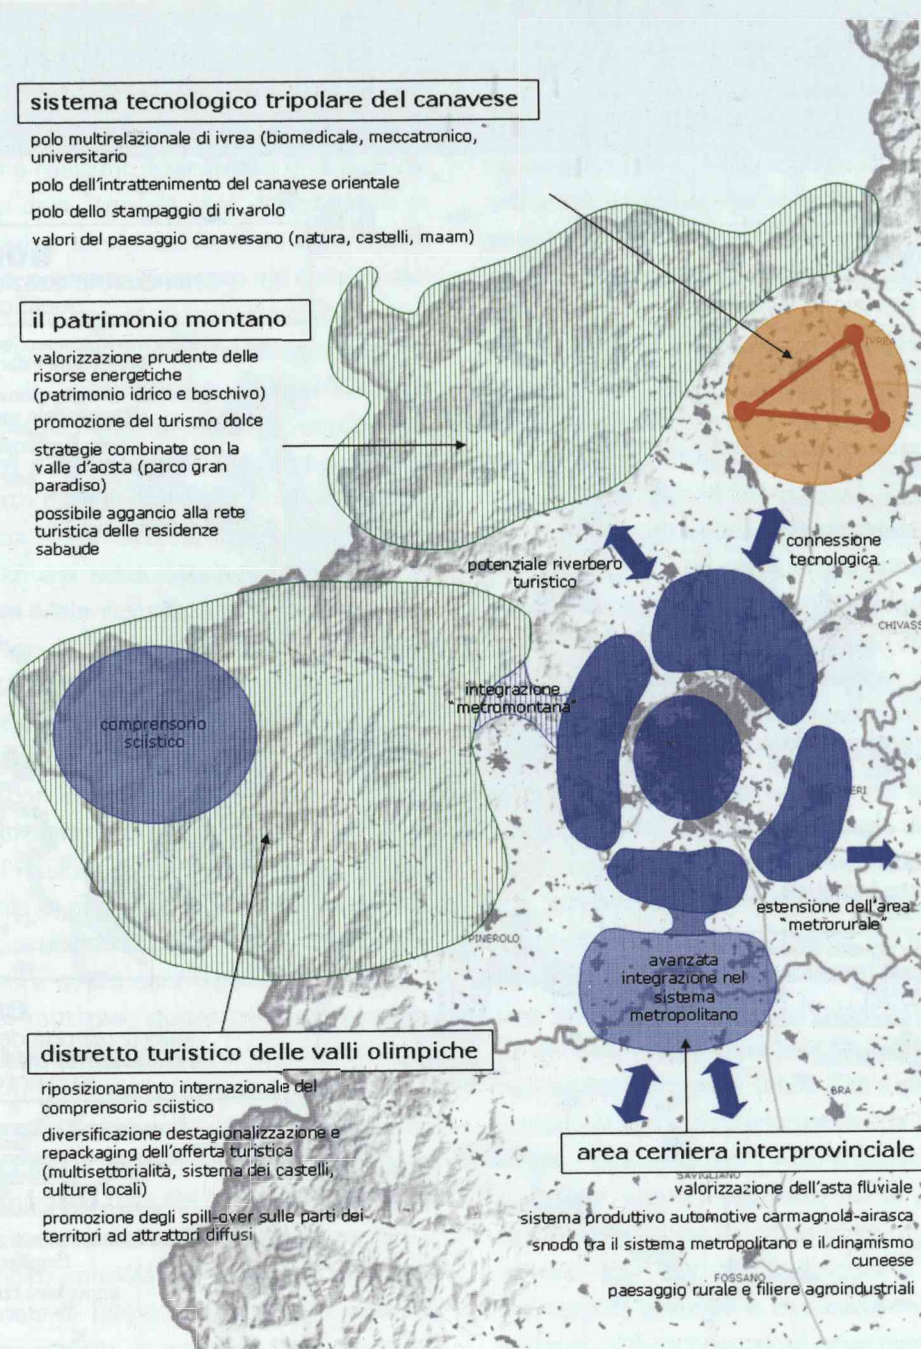 sistema tecnologico tripolare del canavese
polo multirelazionale di ivrea (biomedicale, meccatronico,
universitario
polo dell'intrattenimento del canavese orientale
polo dello stampaggio di rivarolo
valori del paesaggio canavesano (natura, castelli, maam)
il patrimonio montano
valorizzazione prudente delle
risorse energetiche
(patrimonio idrico e boschivo)
promozione del turismo dolce
strategie combinate con la
valle d'aosta (parco gran
paradiso)
possibile aggancio alla rete
turistica delle residenze
sabaude
IVREA
connessione
tecnologica
potenziale riverbero
turistico
CHIVASS
integrazione
"metromontana"
comprensorio
sciistico
estensione dell'area
"metrorurale"
PINEROLO
avanzata
integrazione nel
sistema
metropolitano
distretto turistico delle valli olimpiche
riposizionamento internazionale del
comprensorio sciistico
diversificazione destagionalizzazione e
repackaging dell'offerta turistica
(multisettorialità, sistema dei castelli,
culture locali)
promozione degli spill-over sulle parti dei
territori ad attrattori diffusi
BRA
area cerniera interprovinciale
SAVIGLIANO
valorizzazione dell'asta fluviale
sistema produttivo automotive carmagnola-airasca
snodo tra il sistema metropolitano e il dinamismo
cuneese
FOSSANO
paesaggio rurale e filiere agroindustriali